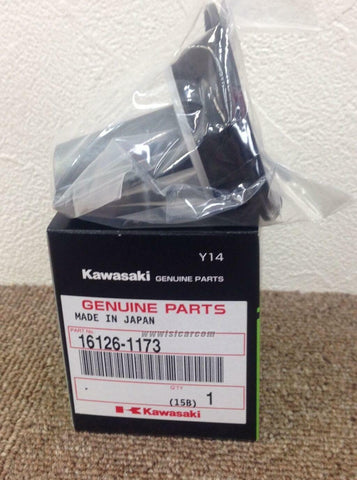 Y14
Kawasaki GENUINE PARTS
GENUINE PARTS
MADE IN JAPAN
PART No.
16126-1173
www.isicar.com
QTY
(15B) 1
Kawasaki